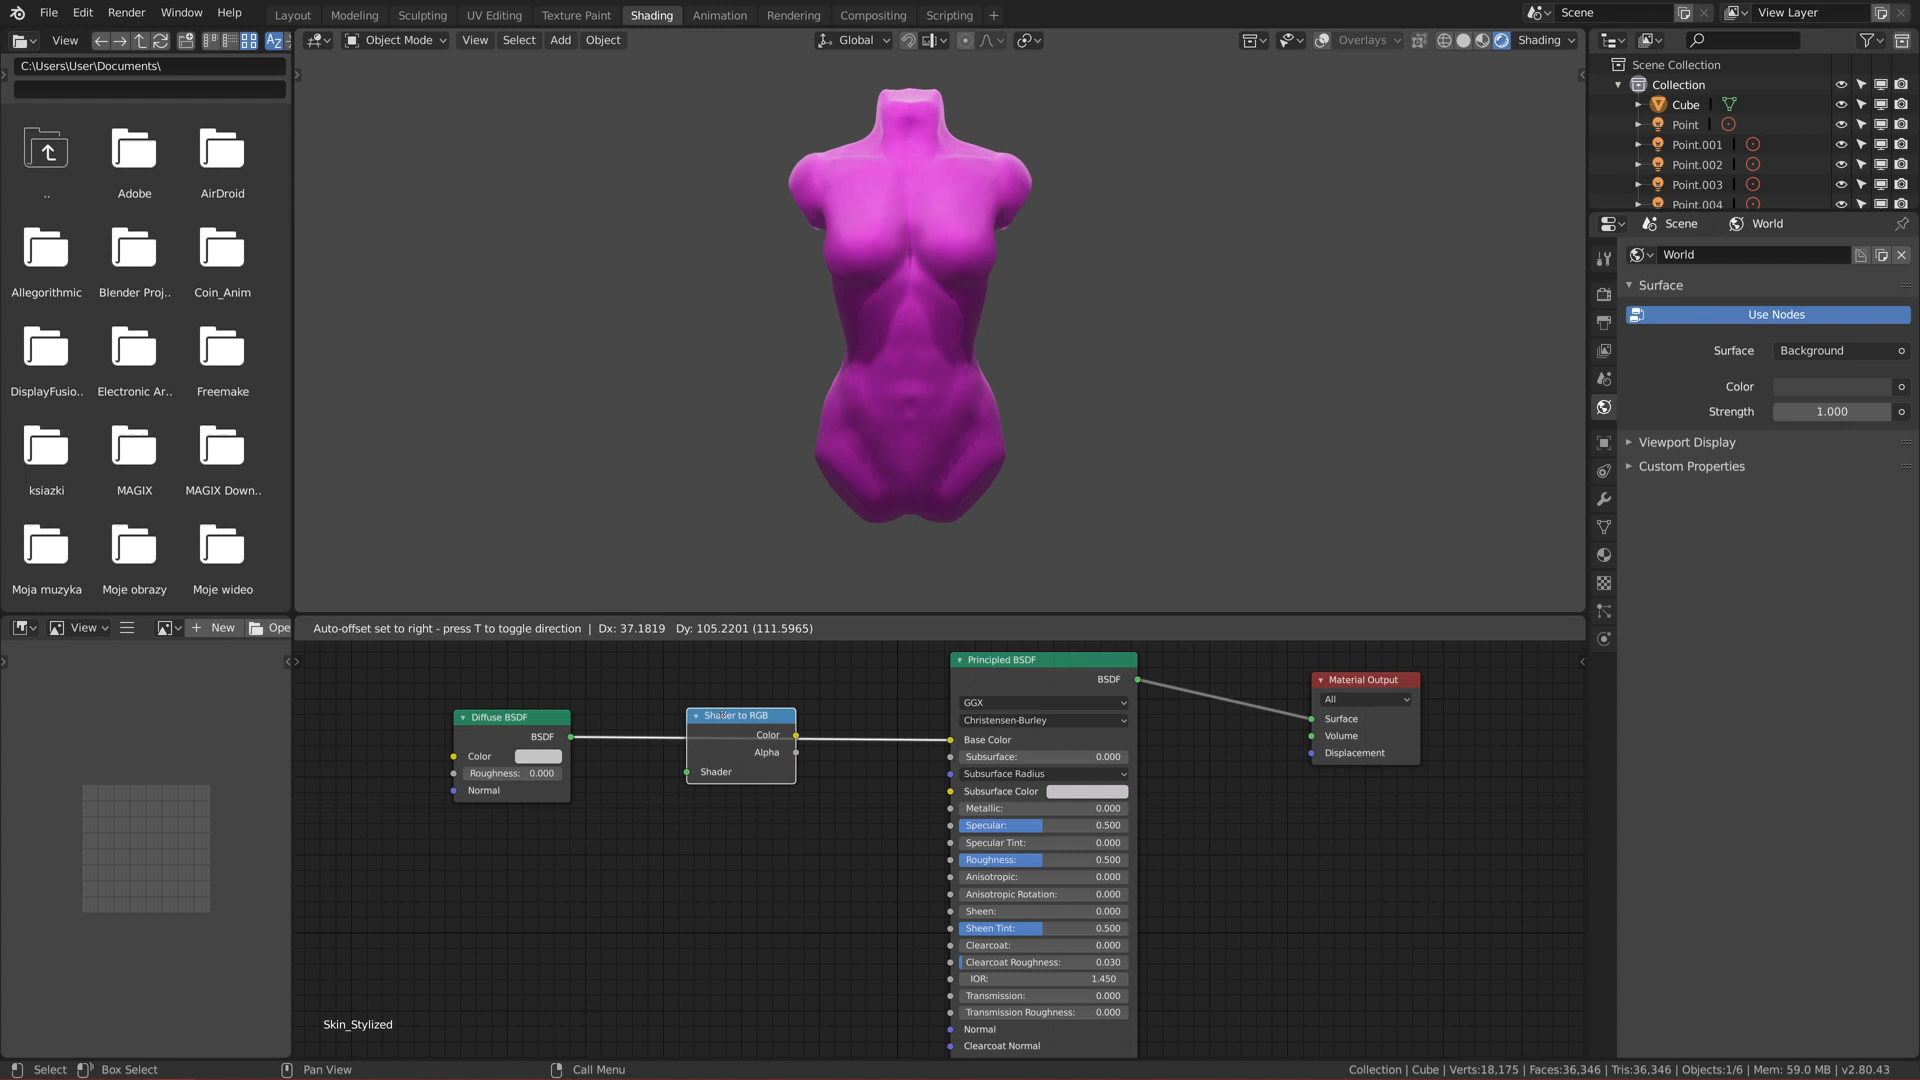 File Edit Render Window Help Layout Modeling Sculpting UV Editing Texture Paint Shading Animation Rendering Compositing Scripting + Scene View Layer
View Object Mode View Select Add Object Global Overlays Shading
C:\Users\User\Documents\
..
Adobe
AirDroid
Allegorithmic
Blender Proj..
Coin_Anim
DisplayFusio..
Electronic Ar..
Freemake
ksiazki
MAGIX
MAGIX Down..
Moja muzyka
Moje obrazy
Moje wideo
Scene Collection
Collection
Cube
Point
Point.001
Point.002
Point.003
Point.004
Scene World
World
Surface
Use Nodes
Surface Background
Color
Strength 1.000
Viewport Display
Custom Properties
View New Ope
Auto-offset set to right - press T to toggle direction | Dx: 37.1819 Dy: 105.2201 (111.5965)
Diffuse BSDF
BSDF
Color
Roughness: 0.000
Normal
Shader to RGB
Color
Alpha
Shader
Principled BSDF
BSDF
GGX
Christensen-Burley
Base Color
Subsurface: 0.000
Subsurface Radius
Subsurface Color
Metallic: 0.000
Specular: 0.500
Specular Tint: 0.000
Roughness: 0.500
Anisotropic: 0.000
Anisotropic Rotation: 0.000
Sheen: 0.000
Sheen Tint: 0.500
Clearcoat: 0.000
Clearcoat Roughness: 0.030
IOR: 1.450
Transmission: 0.000
Transmission Roughness: 0.000
Normal
Clearcoat Normal
Material Output
All
Surface
Volume
Displacement
Skin_Stylized
Select Box Select Pan View Call Menu Collection | Cube | Verts:18,175 | Faces:36,346 | Tris:36,346 | Objects:1/6 | Mem: 59.0 MB | v2.80.43